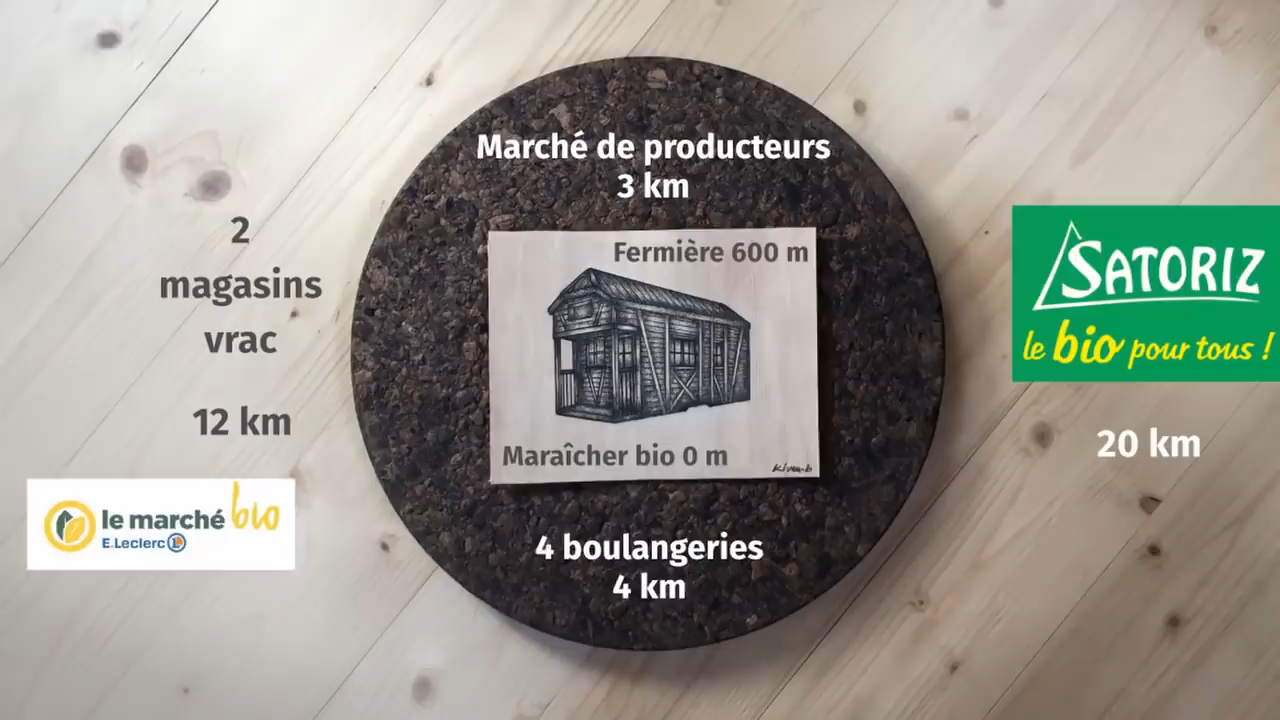 Marché de producteurs
3 km
2
magasins
vrac
12 km
le marché bio
E.Leclerc L
Fermière 600 m
Maraîcher bio 0 m
4 boulangeries
4 km
SATORIZ
le bio pour tous !
20 km